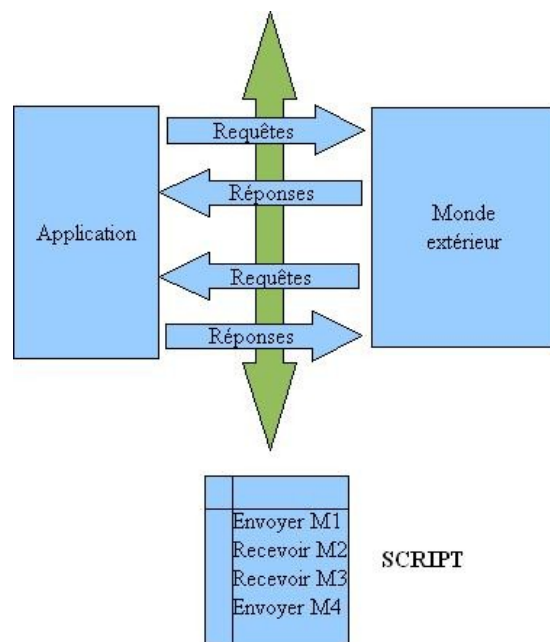 Requêtes
Réponses
Application
Monde
extérieur
Requêtes
Réponses
Envoyer M1
Recevoir M2
Recevoir M3
Envoyer M4
SCRIPT